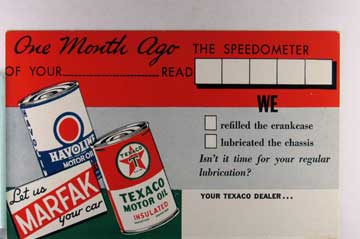 One Month Ago THE SPEEDOMETER
OF YOUR READ
WE
refilled the crankcase
lubricated the chassis
Isn't it time for your regular
lubrication?
YOUR TEXACO DEALER...
HAVOLINE
MOTOR OIL
TEXACO
T
TEXACO
MOTOR OIL
INSULATED
Let us
MARFAK
your car